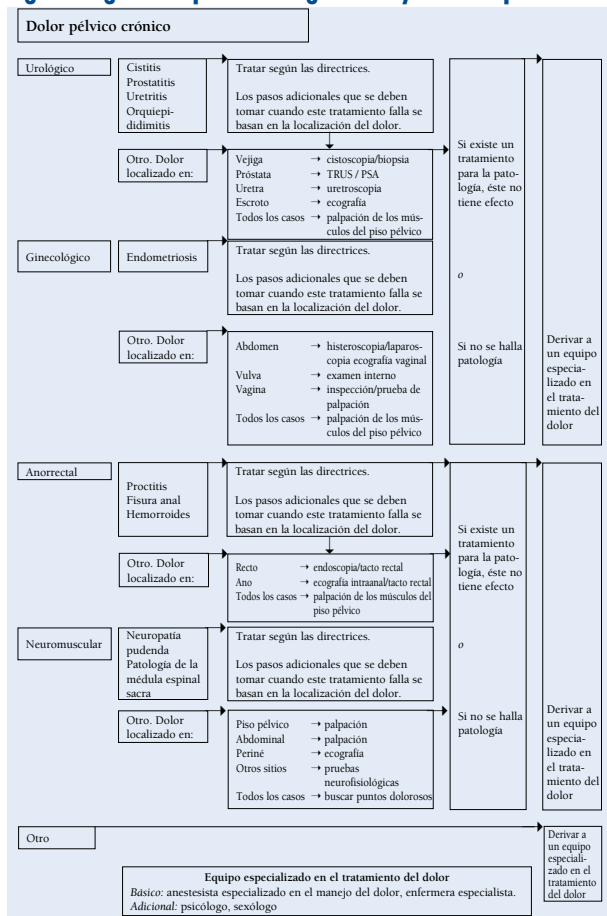 Dolor pélvico crónico
Urológico
Cistitis
Prostatitis
Uretritis
Orquiepi-
didimitis
Tratar según las directrices.
Los pasos adicionales que se deben
tomar cuando este tratamiento falla se
basan en la localización del dolor.
Otro. Dolor
localizado en:
Vejiga → cistoscopia/biopsia
Próstata → TRUS / PSA
Uretra → uretroscopia
Escroto → ecografía
Todos los casos → palpación de los mús-
culos del piso pélvico
Ginecológico
Endometriosis
Tratar según las directrices.
Los pasos adicionales que se deben
tomar cuando este tratamiento falla se
basan en la localización del dolor.
Otro. Dolor
localizado en:
Abdomen → histeroscopia/laparos-
copia ecografía vaginal
Vulva → examen interno
Vagina → inspección/prueba de
palpación
Todos los casos → palpación de los mús-
culos del piso pélvico
Si existe un
tratamiento
para la pato-
logía, éste no
tiene efecto
o
Si no se halla
patología
Derivar a
un equipo
especia-
lizado en
el trata-
miento del
dolor
Anorrectal
Proctitis
Fisura anal
Hemorroides
Tratar según las directrices.
Los pasos adicionales que se deben
tomar cuando este tratamiento falla se
basan en la localización del dolor.
Otro. Dolor
localizado en:
Recto → endoscopia/tacto rectal
Ano → ecografía intraanal/tacto rectal
Todos los casos → palpación de los músculos del
piso pélvico
Neuromuscular
Neuropatía
pudenda
Patología de la
médula espinal
sacra
Tratar según las directrices.
Los pasos adicionales que se deben
tomar cuando este tratamiento falla se
basan en la localización del dolor.
Otro. Dolor
localizado en:
Piso pélvico → palpación
Abdominal → palpación
Periné → ecografía
Otros sitios → pruebas
neurofisiológicas
Todos los casos → buscar puntos dolorosos
Si existe un
tratamiento
para la pato-
logía, éste no
tiene efecto
o
Si no se halla
patología
Derivar a
un equipo
especia-
lizado en
el trata-
miento del
dolor
Otro
Derivar a
un equipo
especiali-
zado en el
tratamiento
del dolor
Equipo especializado en el tratamiento del dolor
Básico: anestesista especializado en el manejo del dolor, enfermera especialista.
Adicional: psicólogo, sexólogo